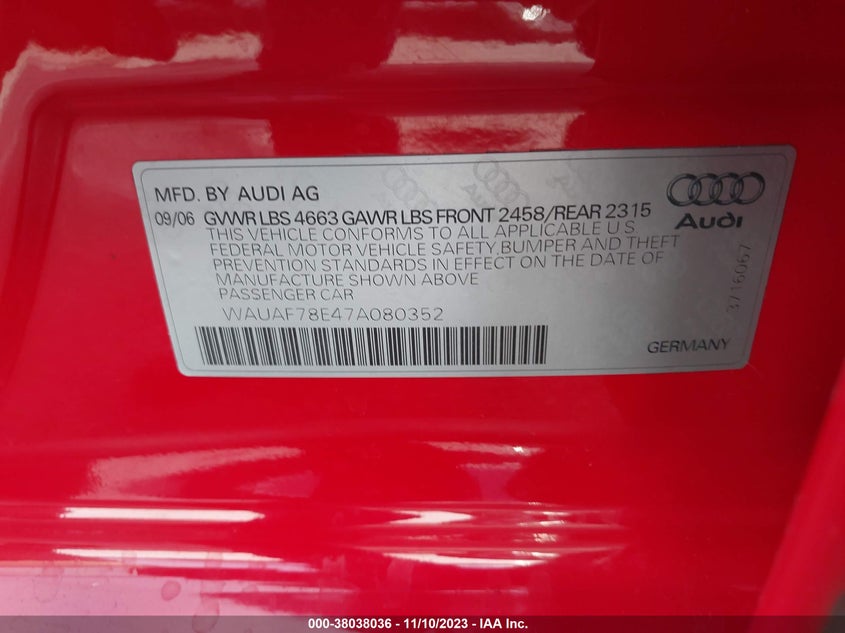 MFD. BY AUDI AG
09/06 GVWR LBS 4663 GAWR LBS FRONT 2458/REAR 2315
THIS VEHICLE CONFORMS TO ALL APPLICABLE U.S
FEDERAL MOTOR VEHICLE SAFETY,BUMPER AND THEFT
PREVENTION STANDARDS IN EFFECT ON THE DATE OF
MANUFACTURE SHOWN ABOVE
PASSENGER CAR
WAUAF78E47A080352
Audi
3716067
GERMANY
000-38038036 - 11/10/2023 - IAA Inc.